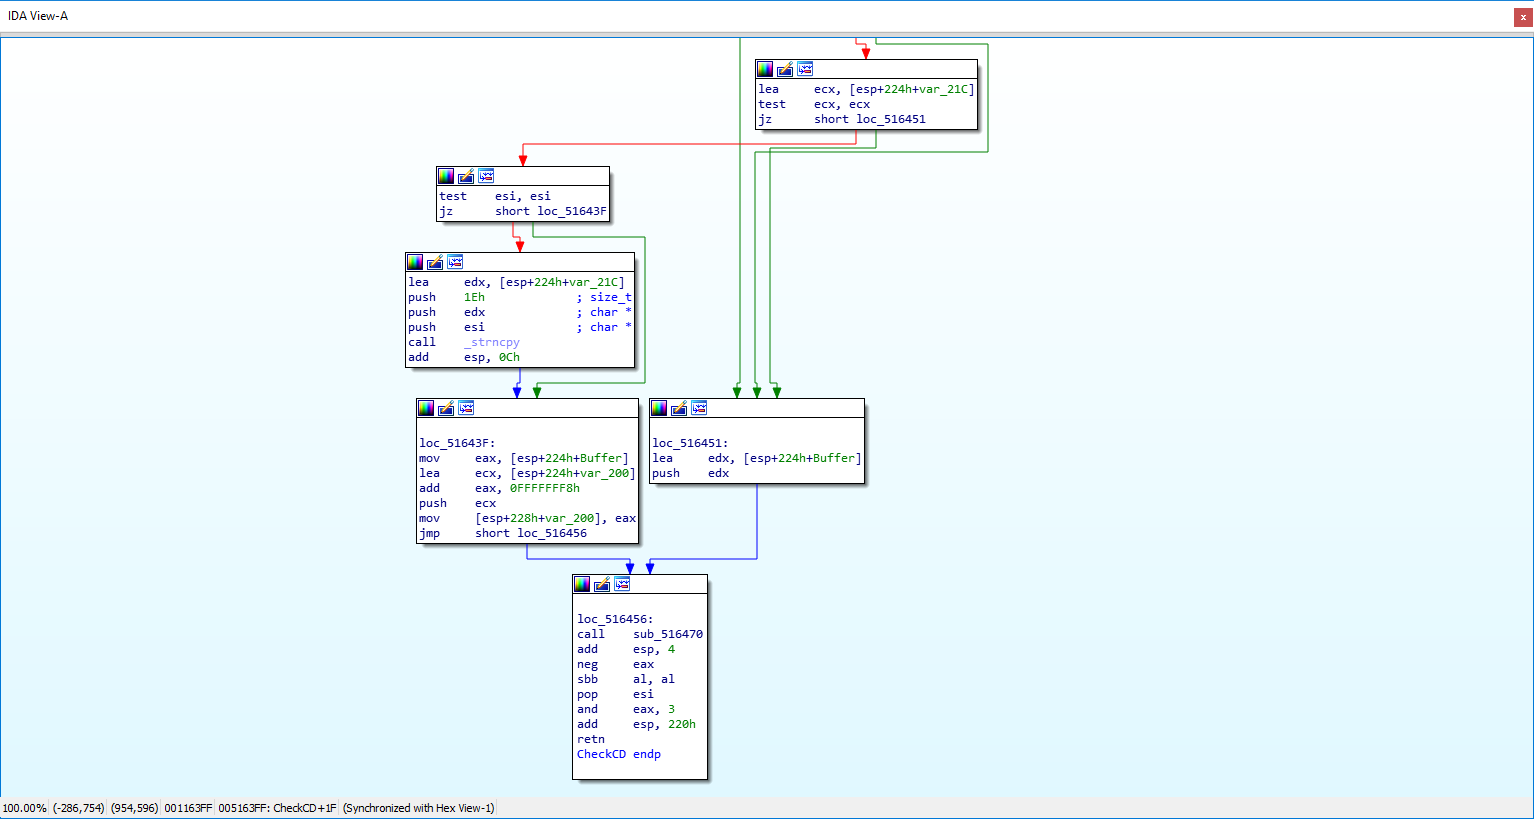 IDA View-A
x
lea ecx, [esp+224h+var_21C]
test ecx, ecx
jz short loc_516451
test esi, esi
jz short loc_51643F
lea edx, [esp+224h+var_21C]
push 1Eh ; size_t
push edx ; char *
push esi ; char *
call _strncpy
add esp, 0Ch
loc_51643F:
mov eax, [esp+224h+Buffer]
lea ecx, [esp+224h+var_200]
add eax, 0FFFFFFF8h
push ecx
mov [esp+228h+var_200], eax
jmp short loc_516456
loc_516451:
lea edx, [esp+224h+Buffer]
push edx
loc_516456:
call sub_516470
add esp, 4
neg eax
sbb al, al
pop esi
and eax, 3
add esp, 220h
retn
CheckCD endp
100.00% (-286,754) (954,596) 001163FF 005163FF: CheckCD+1F (Synchronized with Hex View-1)